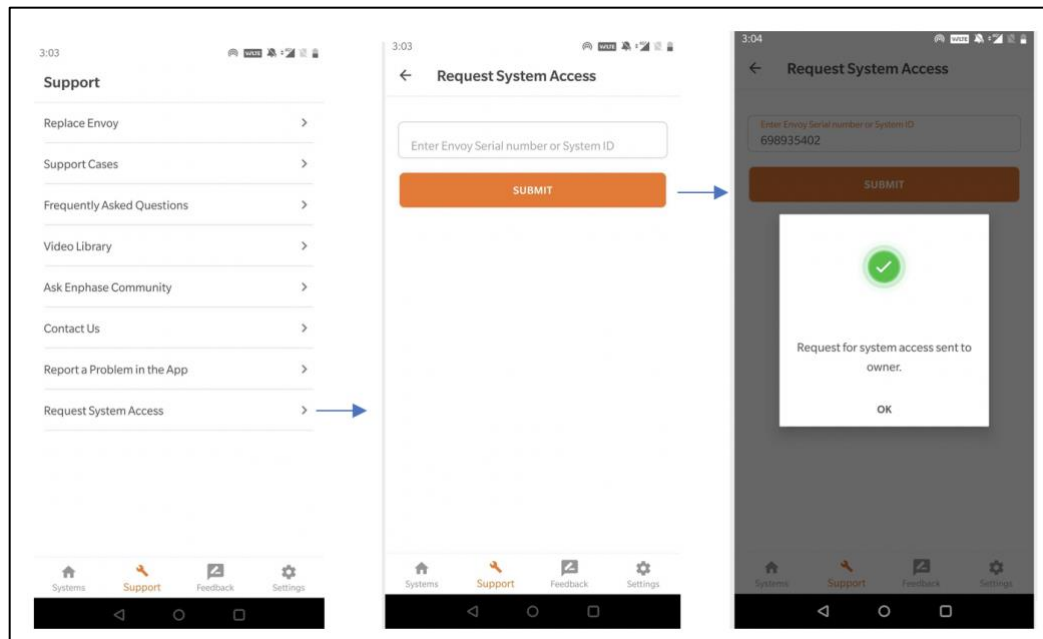 3:03
VoLTE
Support
Replace Envoy
Support Cases
Frequently Asked Questions
Video Library
Ask Enphase Community
Contact Us
Report a Problem in the App
Request System Access
Systems
Support
Feedback
Settings
3:03
VoLTE
Request System Access
Enter Envoy Serial number or System ID
SUBMIT
Systems
Support
Feedback
Settings
3:04
VoLTE
Request System Access
Enter Envoy Serial number or System ID
698935402
SUBMIT
Request for system access sent to
owner.
OK
Systems
Support
Feedback
Settings